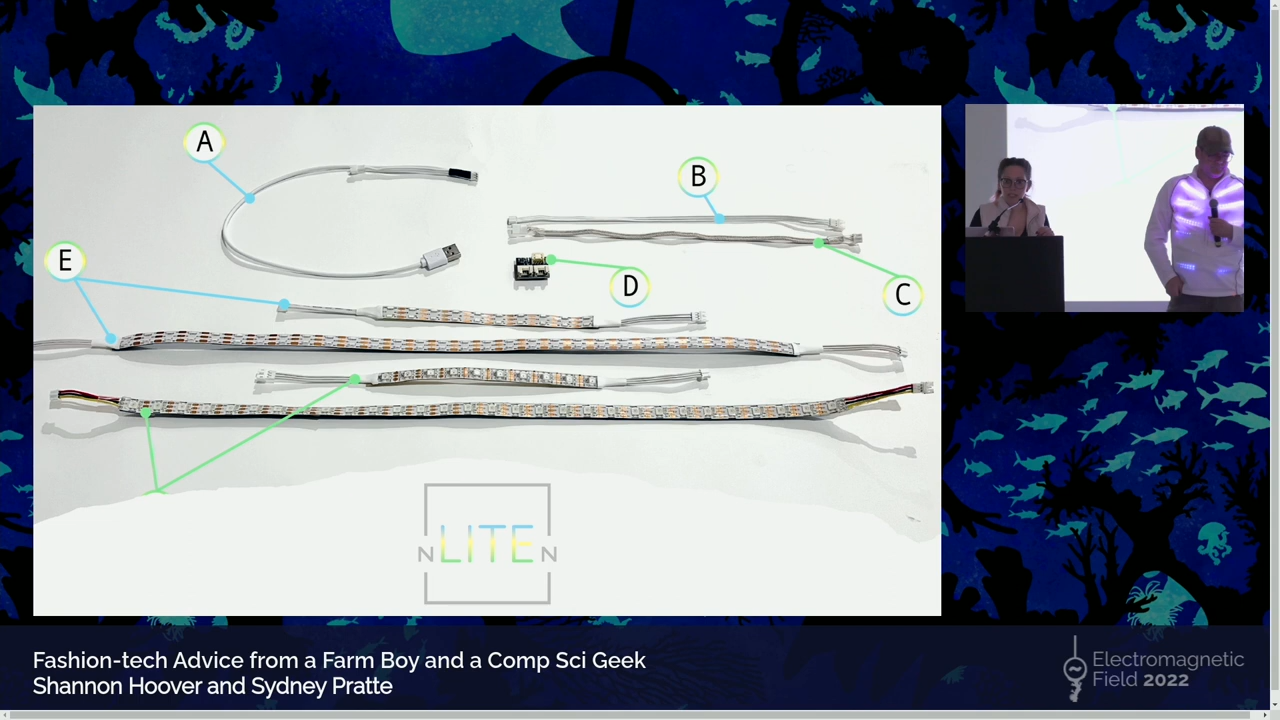 A
B
E
D
C
NLITEN
Fashion-tech Advice from a Farm Boy and a Comp Sci Geek
Shannon Hoover and Sydney Pratte
Electromagnetic
Field 2022